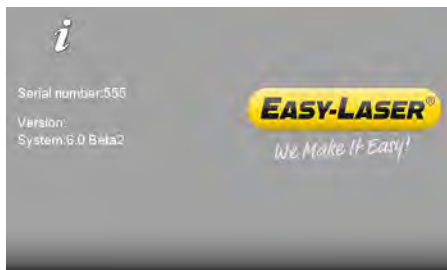 i
Serial number:555
Version:
System:6.0 Beta2
EASY-LASER®
We Make It Easy!